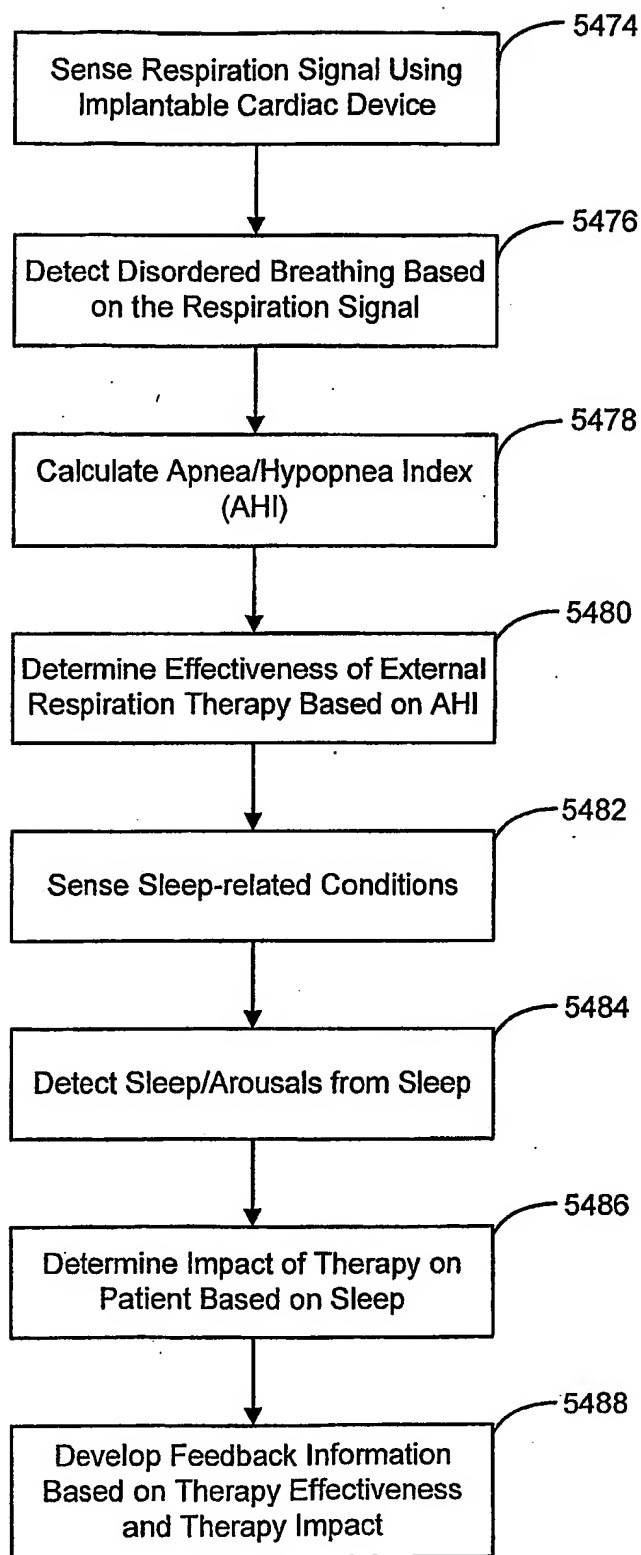 5474
Sense Respiration Signal Using
Implantable Cardiac Device
5476
Detect Disordered Breathing Based
on the Respiration Signal
5478
Calculate Apnea/Hypopnea Index
(AHI)
5480
Determine Effectiveness of External
Respiration Therapy Based on AHI
5482
Sense Sleep-related Conditions
5484
Detect Sleep/Arousals from Sleep
5486
Determine Impact of Therapy on
Patient Based on Sleep
5488
Develop Feedback Information
Based on Therapy Effectiveness
and Therapy Impact